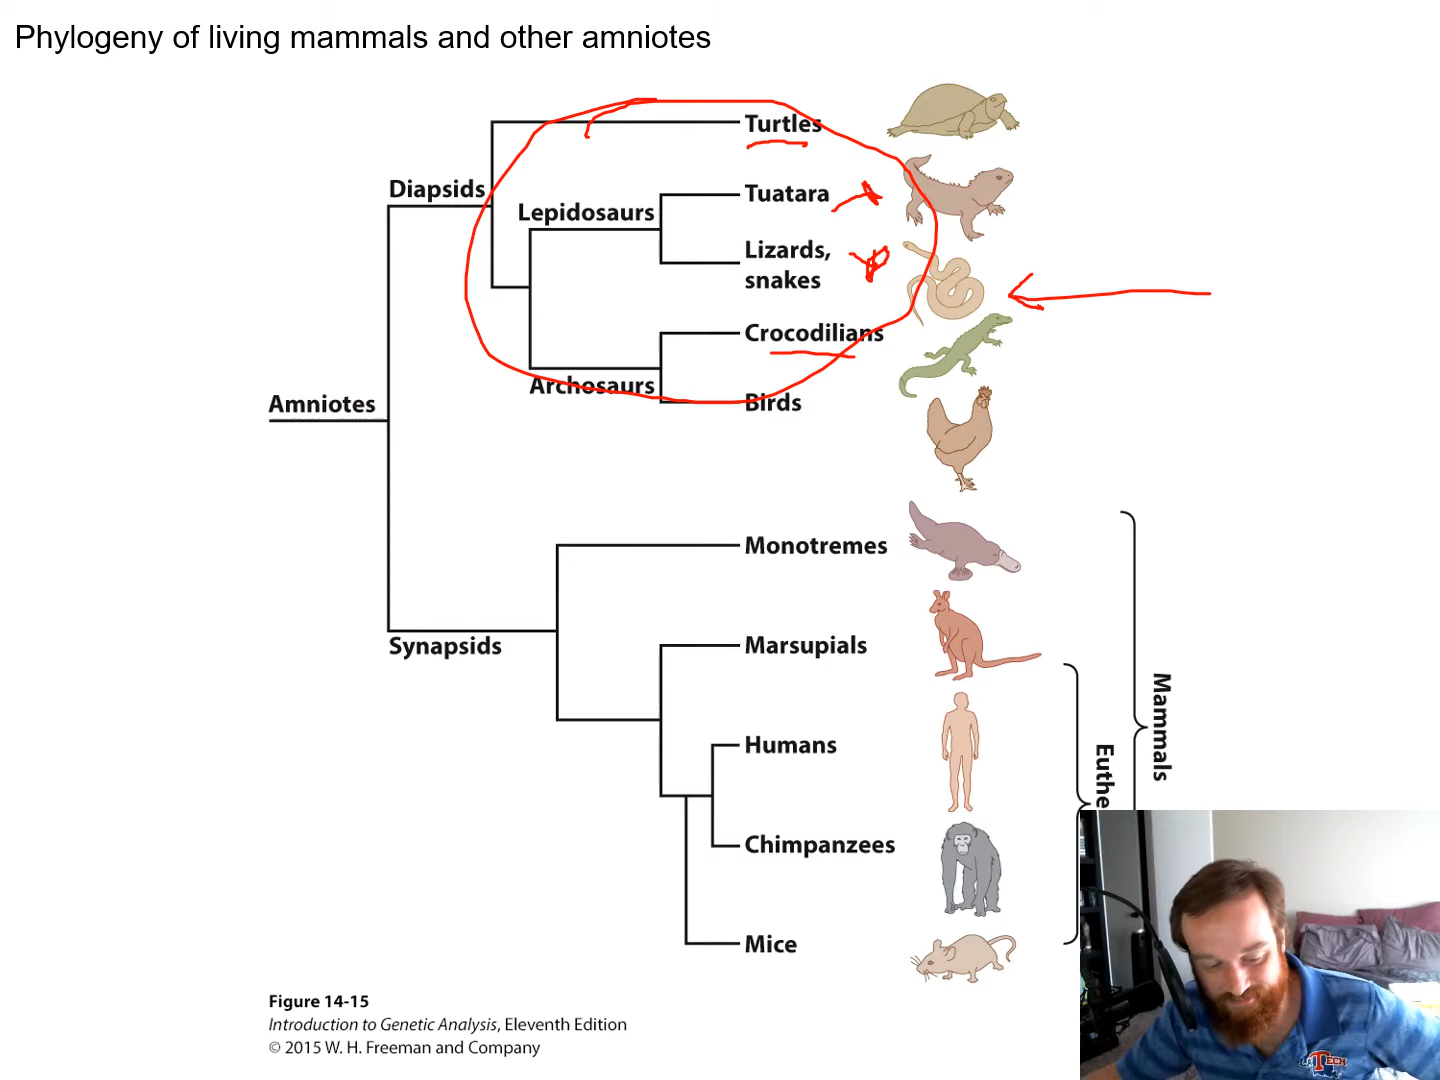 Phylogeny of living mammals and other amniotes
Turtles
Diapsids
Tuatara
Lepidosaurs
Lizards,
snakes
Crocodilians
Archosaurs
Birds
Amniotes
Monotremes
Synapsids
Marsupials
Mammals
Humans
Euthe
Chimpanzees
Mice
Figure 14-15
Introduction to Genetic Analysis, Eleventh Edition
© 2015 W. H. Freeman and Company
LA TECH